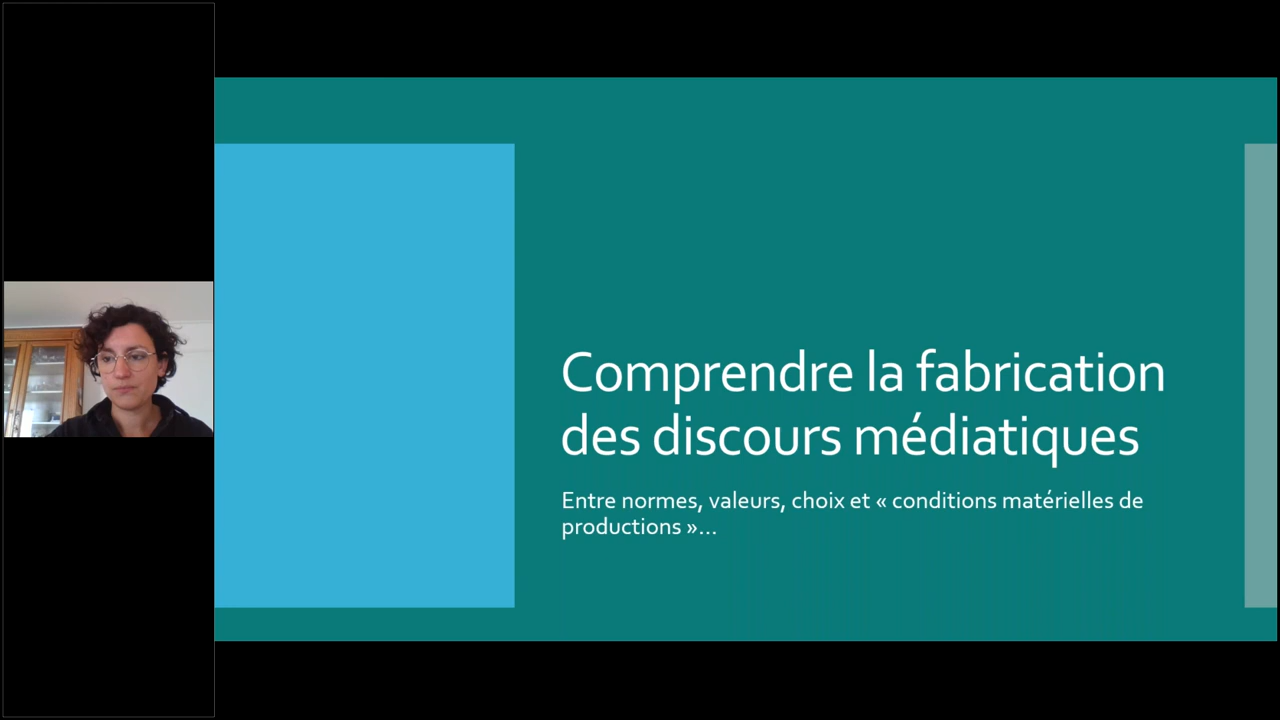 Comprendre la fabrication
des discours médiatiques
Entre normes, valeurs, choix et « conditions matérielles de
productions »...